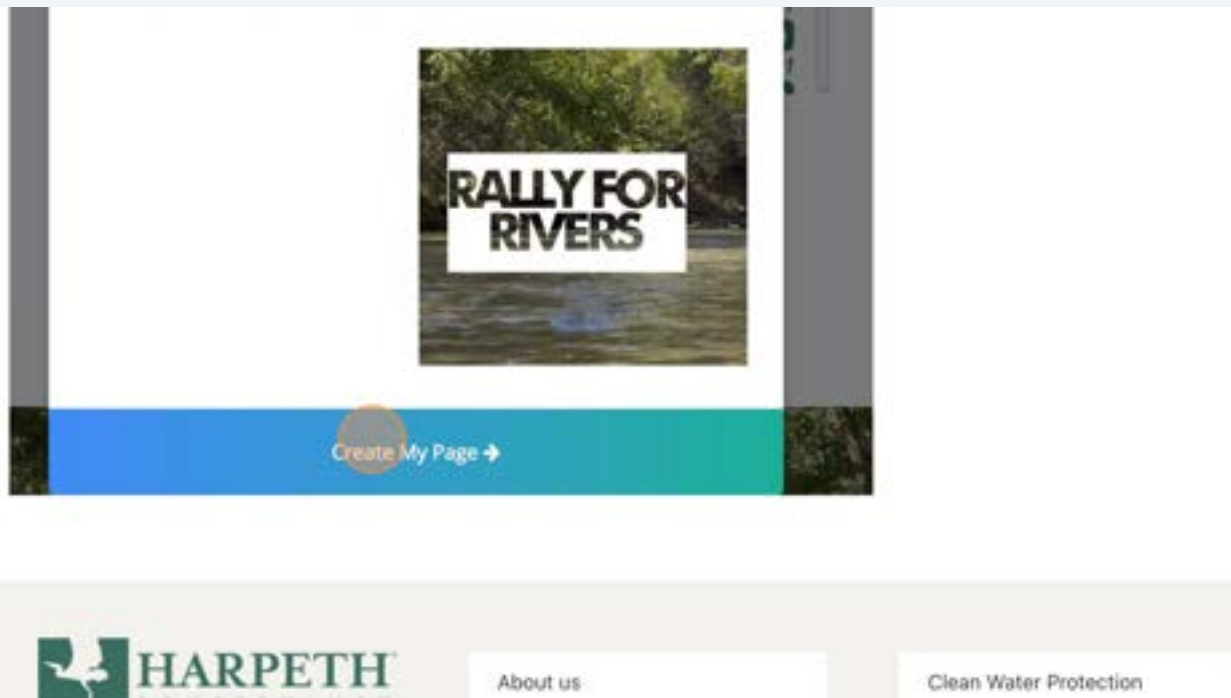 RALLY FOR
RIVERS
Create My Page →
HARPETH
About us
Clean Water Protection